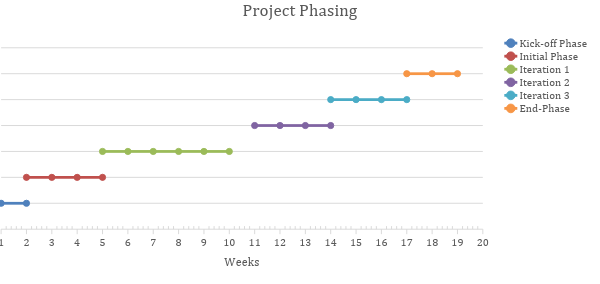 Project Phasing
Kick-off Phase
Initial Phase
Iteration 1
Iteration 2
Iteration 3
End-Phase
1 2 3 4 5 6 7 8 9 10 11 12 13 14 15 16 17 18 19 20
Weeks